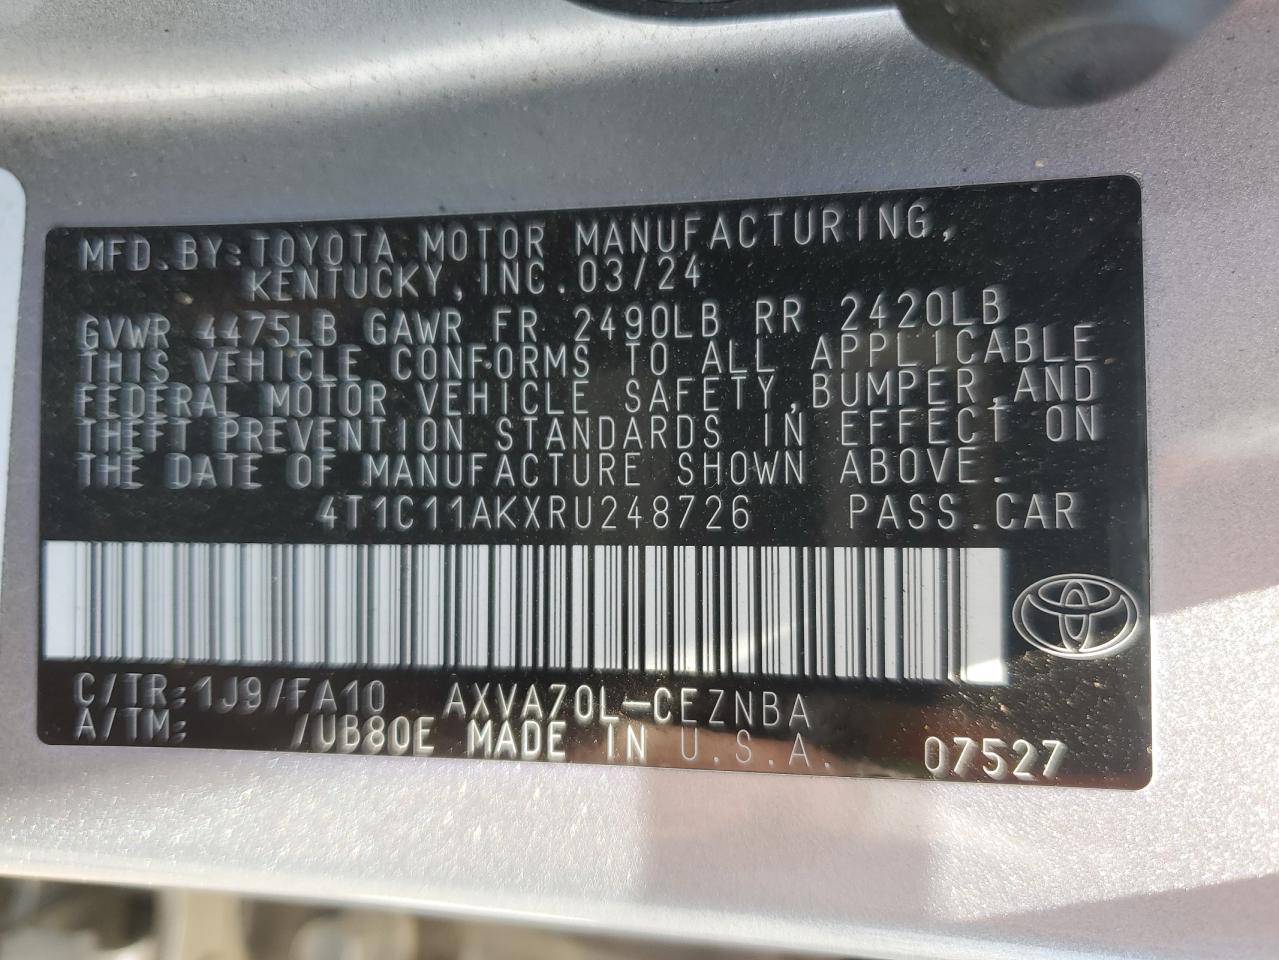 MFD.BY:TOYOTA MOTOR MANUFACTURING,
KENTUCKY,INC.03/24
GVWR 4475LB GAWR FR 2490LB RR 2420LB
THIS VEHICLE CONFORMS TO ALL APPLICABLE
FEDERAL MOTOR VEHICLE SAFETY,BUMPER,AND
THEFT PREVENTION STANDARDS IN EFFECT ON
THE DATE OF MANUFACTURE SHOWN ABOVE.
4T1C11AKXRU248726 PASS.CAR
C/TR:1J9/FA10 AXVA70L-CEZNBA
A/TM: /UB80E MADE IN U.S.A. 07527